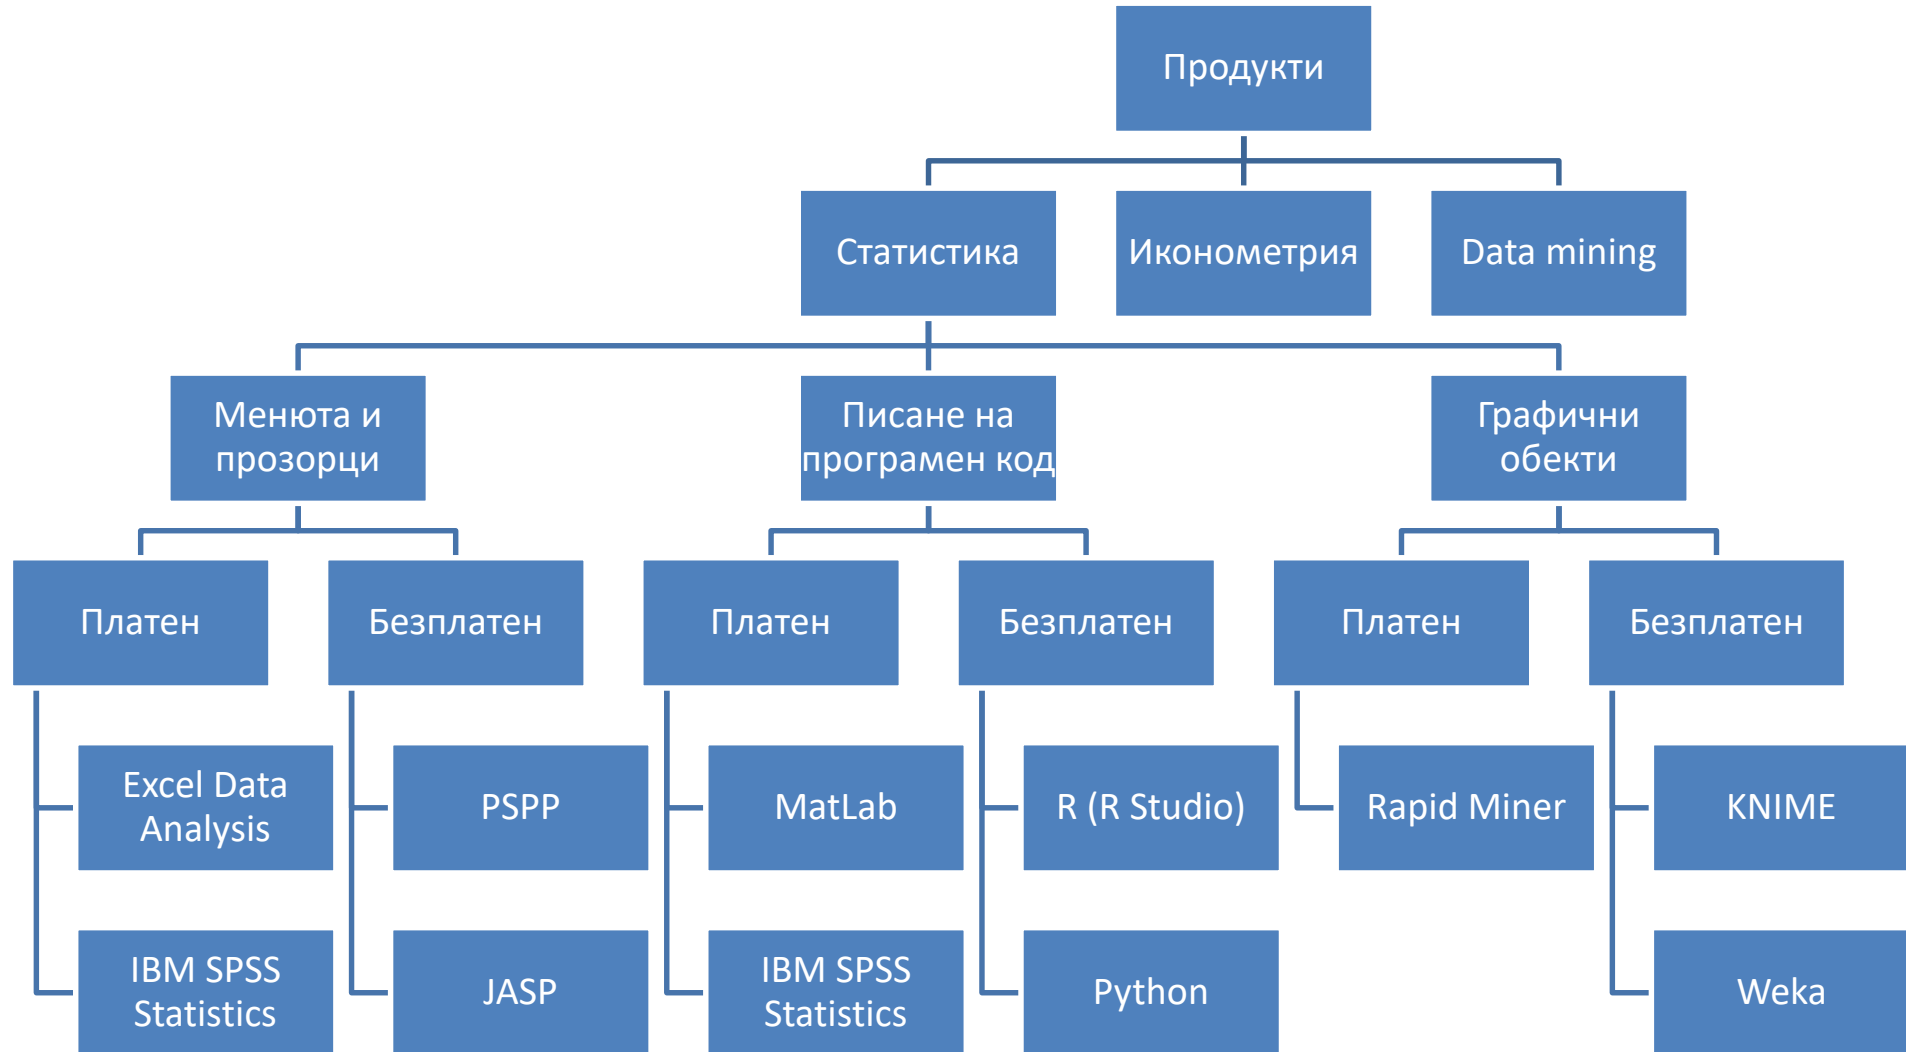 Продукти
Статистика
Иконометрия
Data mining
Менюта и
прозорци
Писане на
програмен код
Графични
обекти
Платен
Безплатен
Платен
Безплатен
Платен
Безплатен
Excel Data
Analysis
PSPP
MatLab
R (R Studio)
Rapid Miner
KNIME
IBM SPSS
Statistics
JASP
IBM SPSS
Statistics
Python
Weka